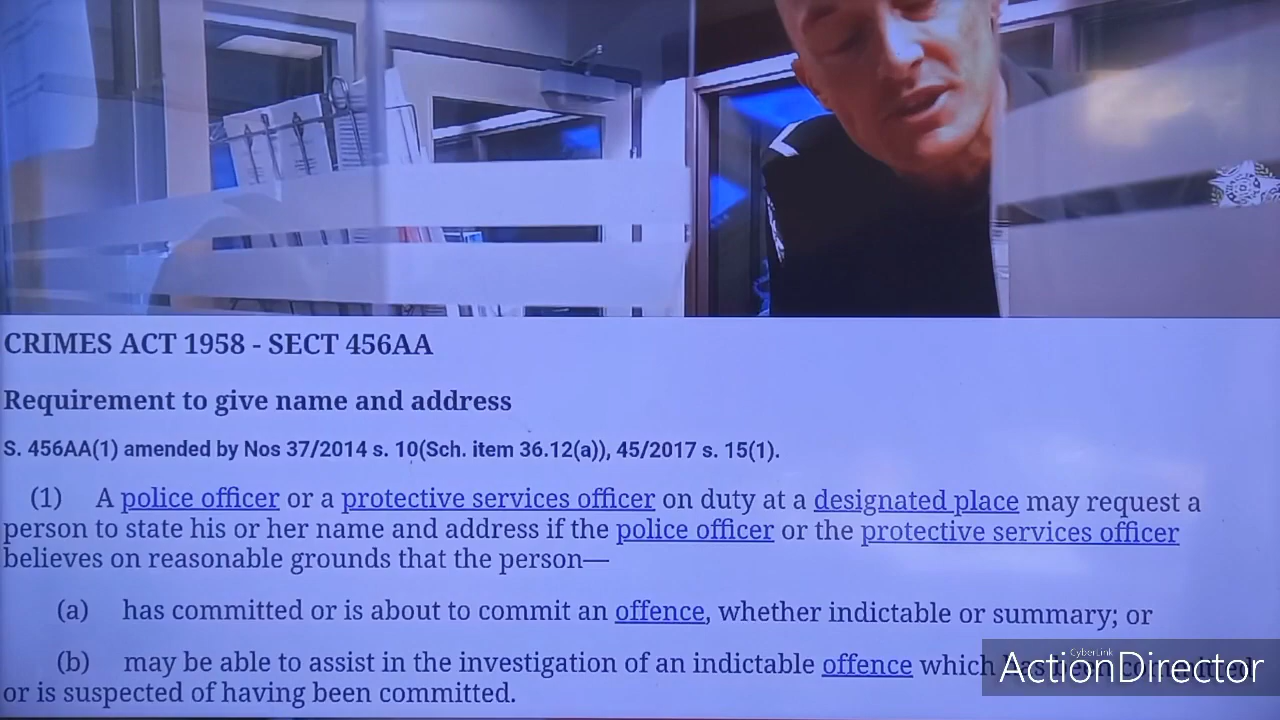 CRIMES ACT 1958 - SECT 456AA
Requirement to give name and address
S. 456AA(1) amended by Nos 37/2014 s. 10(Sch. item 36.12(a)), 45/2017 s. 15(1).
(1) A police officer or a protective services officer on duty at a designated place may request a
person to state his or her name and address if the police officer or the protective services officer
believes on reasonable grounds that the person—
(a) has committed or is about to commit an offence, whether indictable or summary; or
(b) may be able to assist in the investigation of an indictable offence which has been committed
or is suspected of having been committed.
CyberLink
ActionDirector